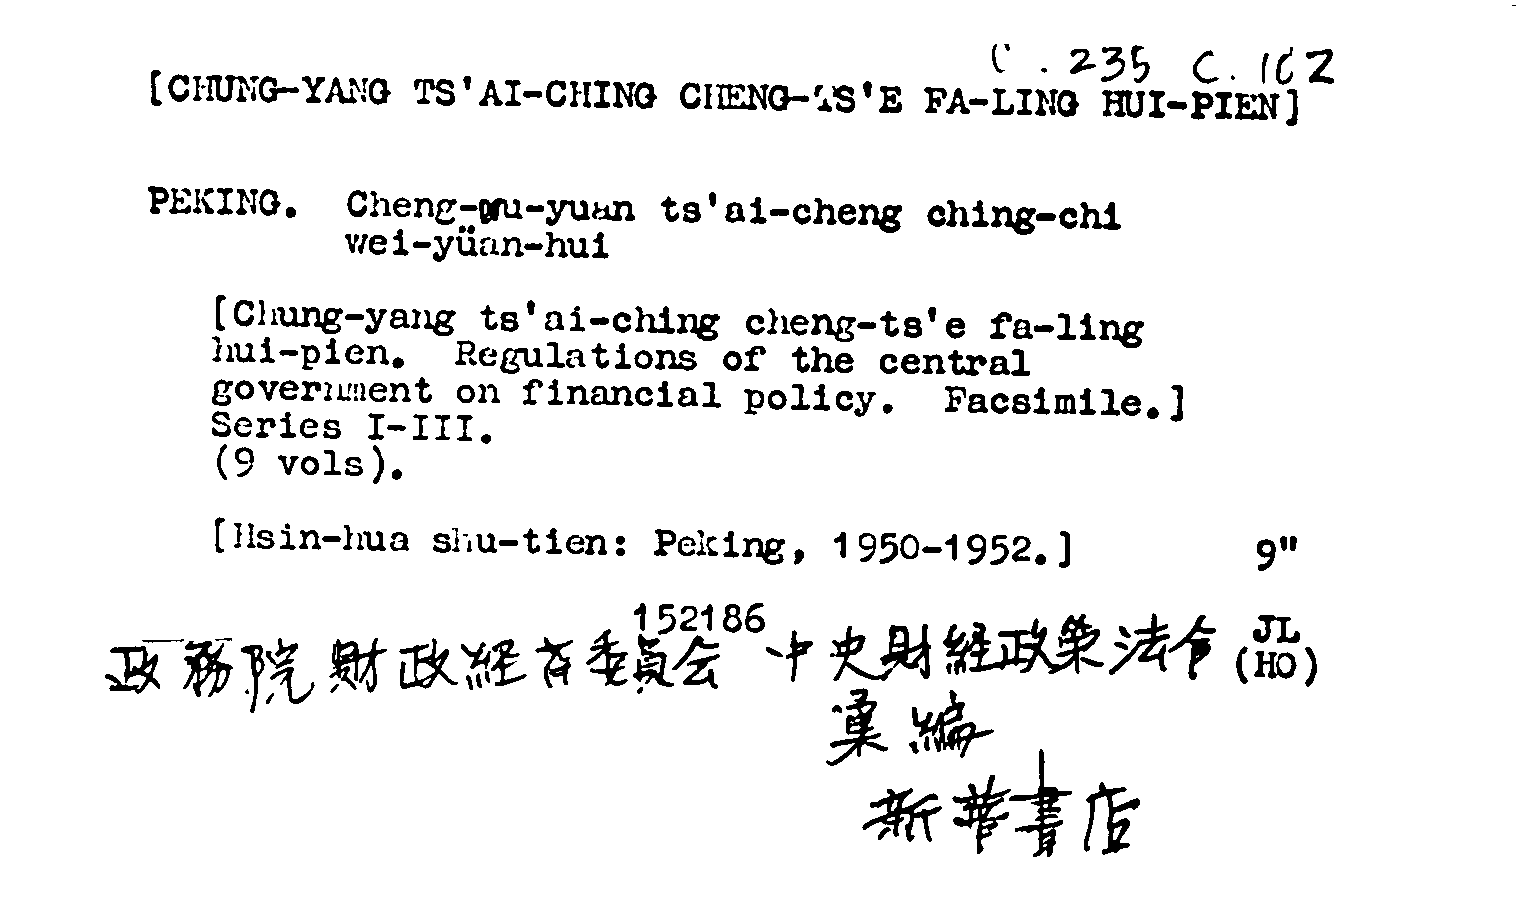 C. 235 C. 162
[CHUNG-YANG TS'AI-CHING CHENG-TS'E FA-LING HUI-PIEN]
PEKING. Cheng-wu-yuan ts'ai-cheng ching-chi
wei-yüan-hui
[Chung-yang ts'ai-ching cheng-ts'e fa-ling
hui-pien. Regulations of the central
government on financial policy. Facsimile.]
Series I-III.
(9 vols).
[Hsin-hua shu-tien: Peking, 1950-1952.] 9"
152186
政務院財政經育委員会 中央財經政策法令 JL
(HO)
彙編
新華書店